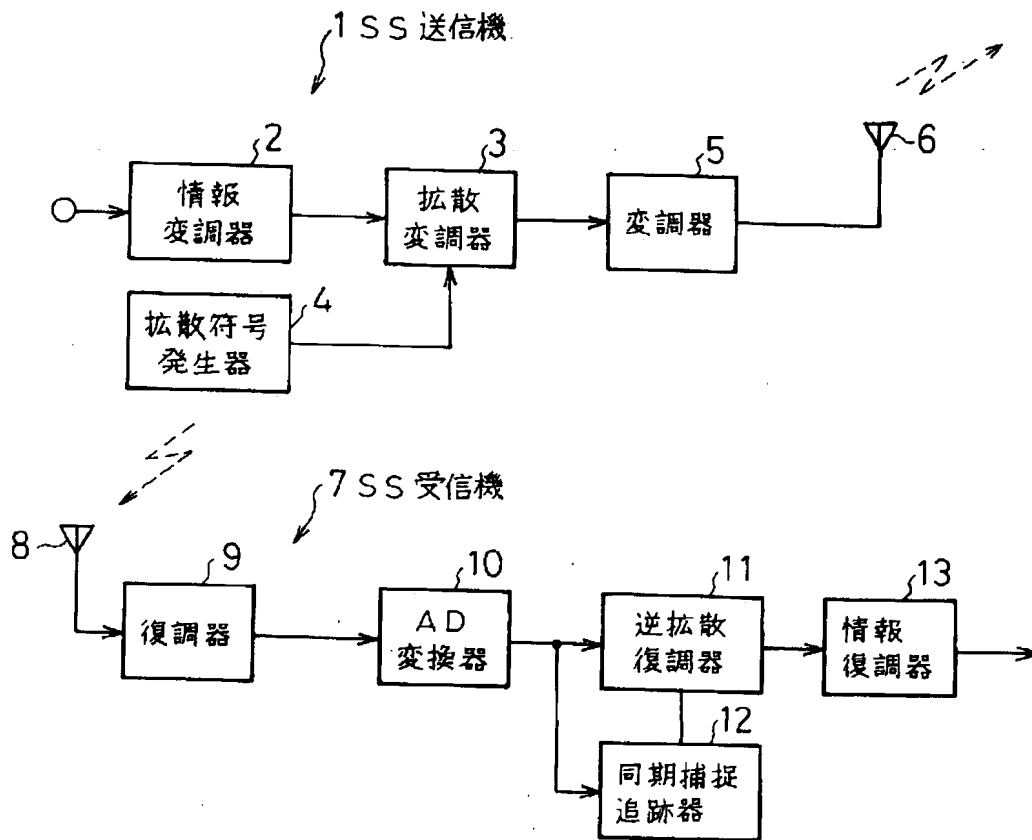 1 SS 送信機
2
情報
変調器
3
拡散
変調器
5
変調器
6
4
拡散符号
発生器
7 SS 受信機
8
9
復調器
10
AD
変換器
11
逆拡散
復調器
13
情報
復調器
12
同期捕捉
追跡器